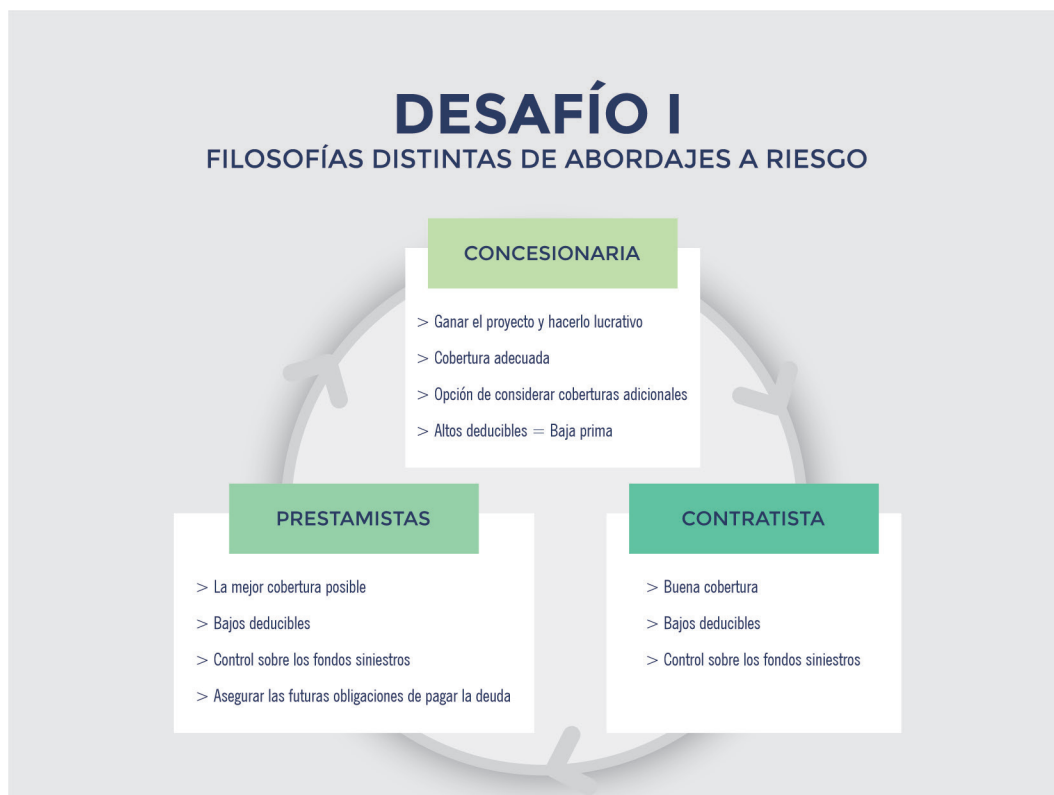 DESAFÍO I
FILOSOFÍAS DISTINTAS DE ABORDAJES A RIESGO
CONCESIONARIA
> Ganar el proyecto y hacerlo lucrativo
> Cobertura adecuada
> Opción de considerar coberturas adicionales
> Altos deducibles = Baja prima
PRESTAMISTAS
> La mejor cobertura posible
> Bajos deducibles
> Control sobre los fondos siniestros
> Asegurar las futuras obligaciones de pagar la deuda
CONTRATISTA
> Buena cobertura
> Bajos deducibles
> Control sobre los fondos siniestros